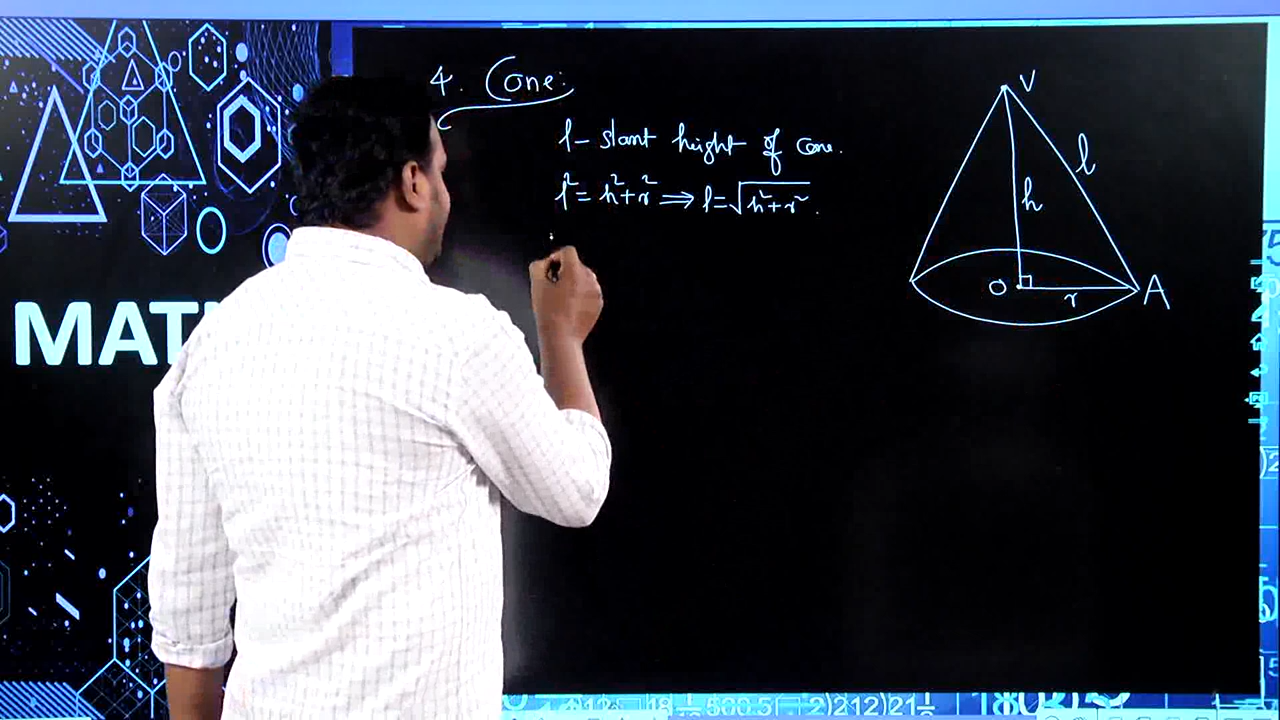 4. Cone:
l - slant height of cone.
l² = h² + r² ⇒ l = √h² + r².
V
l
h
O
r
A
MAT